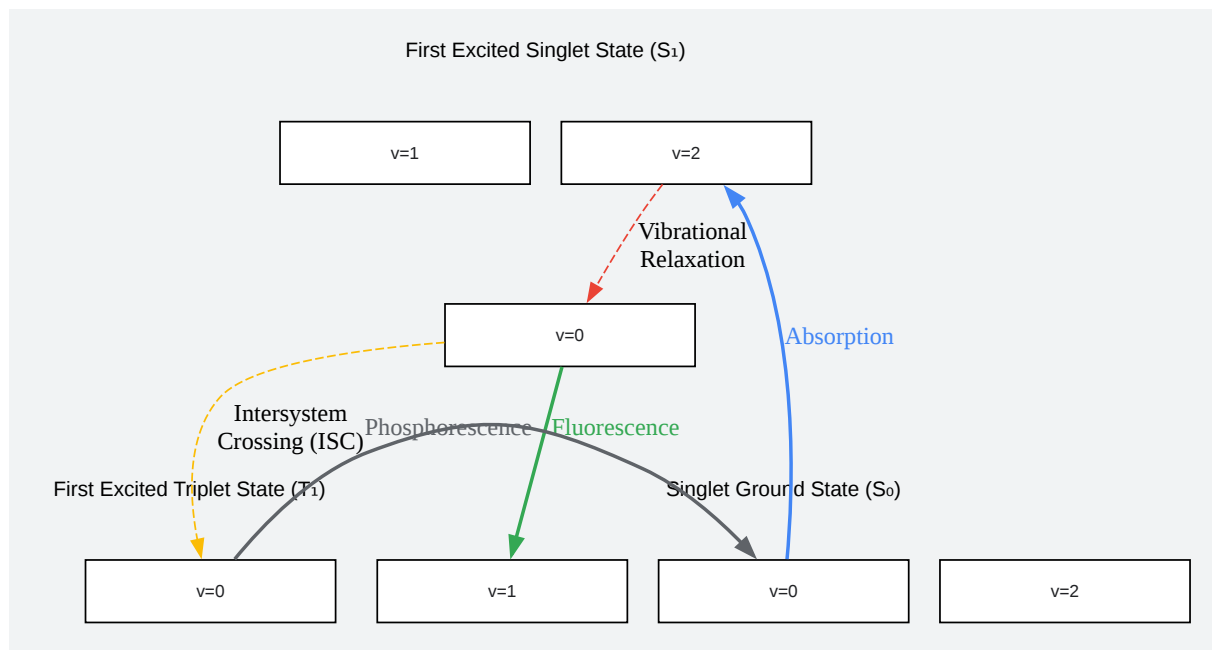 First Excited Singlet State (S₁)
v=1
v=2
Vibrational
Relaxation
v=0
Absorption
Intersystem
Crossing (ISC)
Phosphorescence
Fluorescence
First Excited Triplet State (T₁)
Singlet Ground State (S₀)
v=0
v=1
v=0
v=2